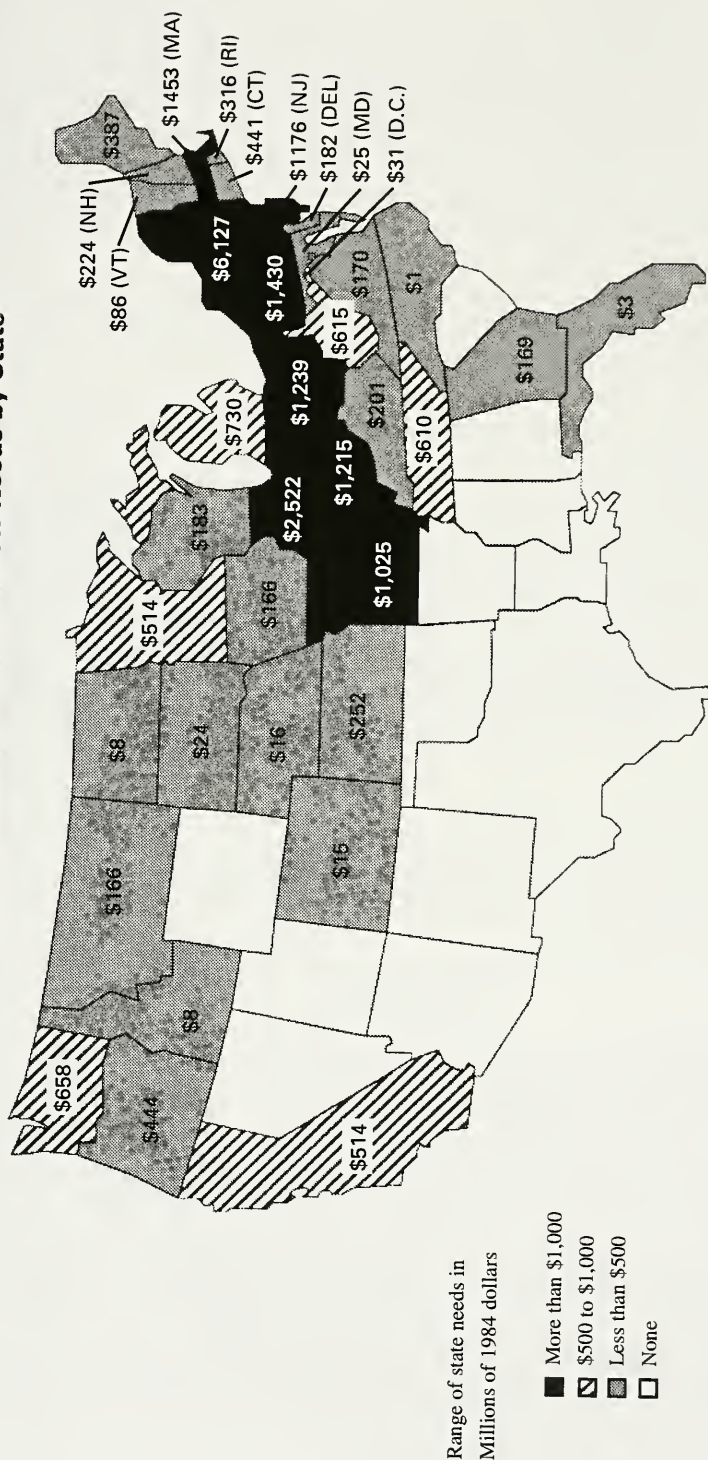 Needs by State
$387
$1453 (MA)
$316 (RI)
$441 (CT)
$224 (NH)
$86 (VT)
$1176 (NJ)
$182 (DEL)
$25 (MD)
$31 (D.C.)
$6,127
$1,430
$170
$1
$615
$730
$1,239
$201
$169
$3
$610
$1,215
$2,522
$183
$1,025
$166
$514
$8
$24
$16
$252
$166
$15
$8
$658
$444
$514
Range of state needs in
Millions of 1984 dollars
More than $1,000
$500 to $1,000
Less than $500
None